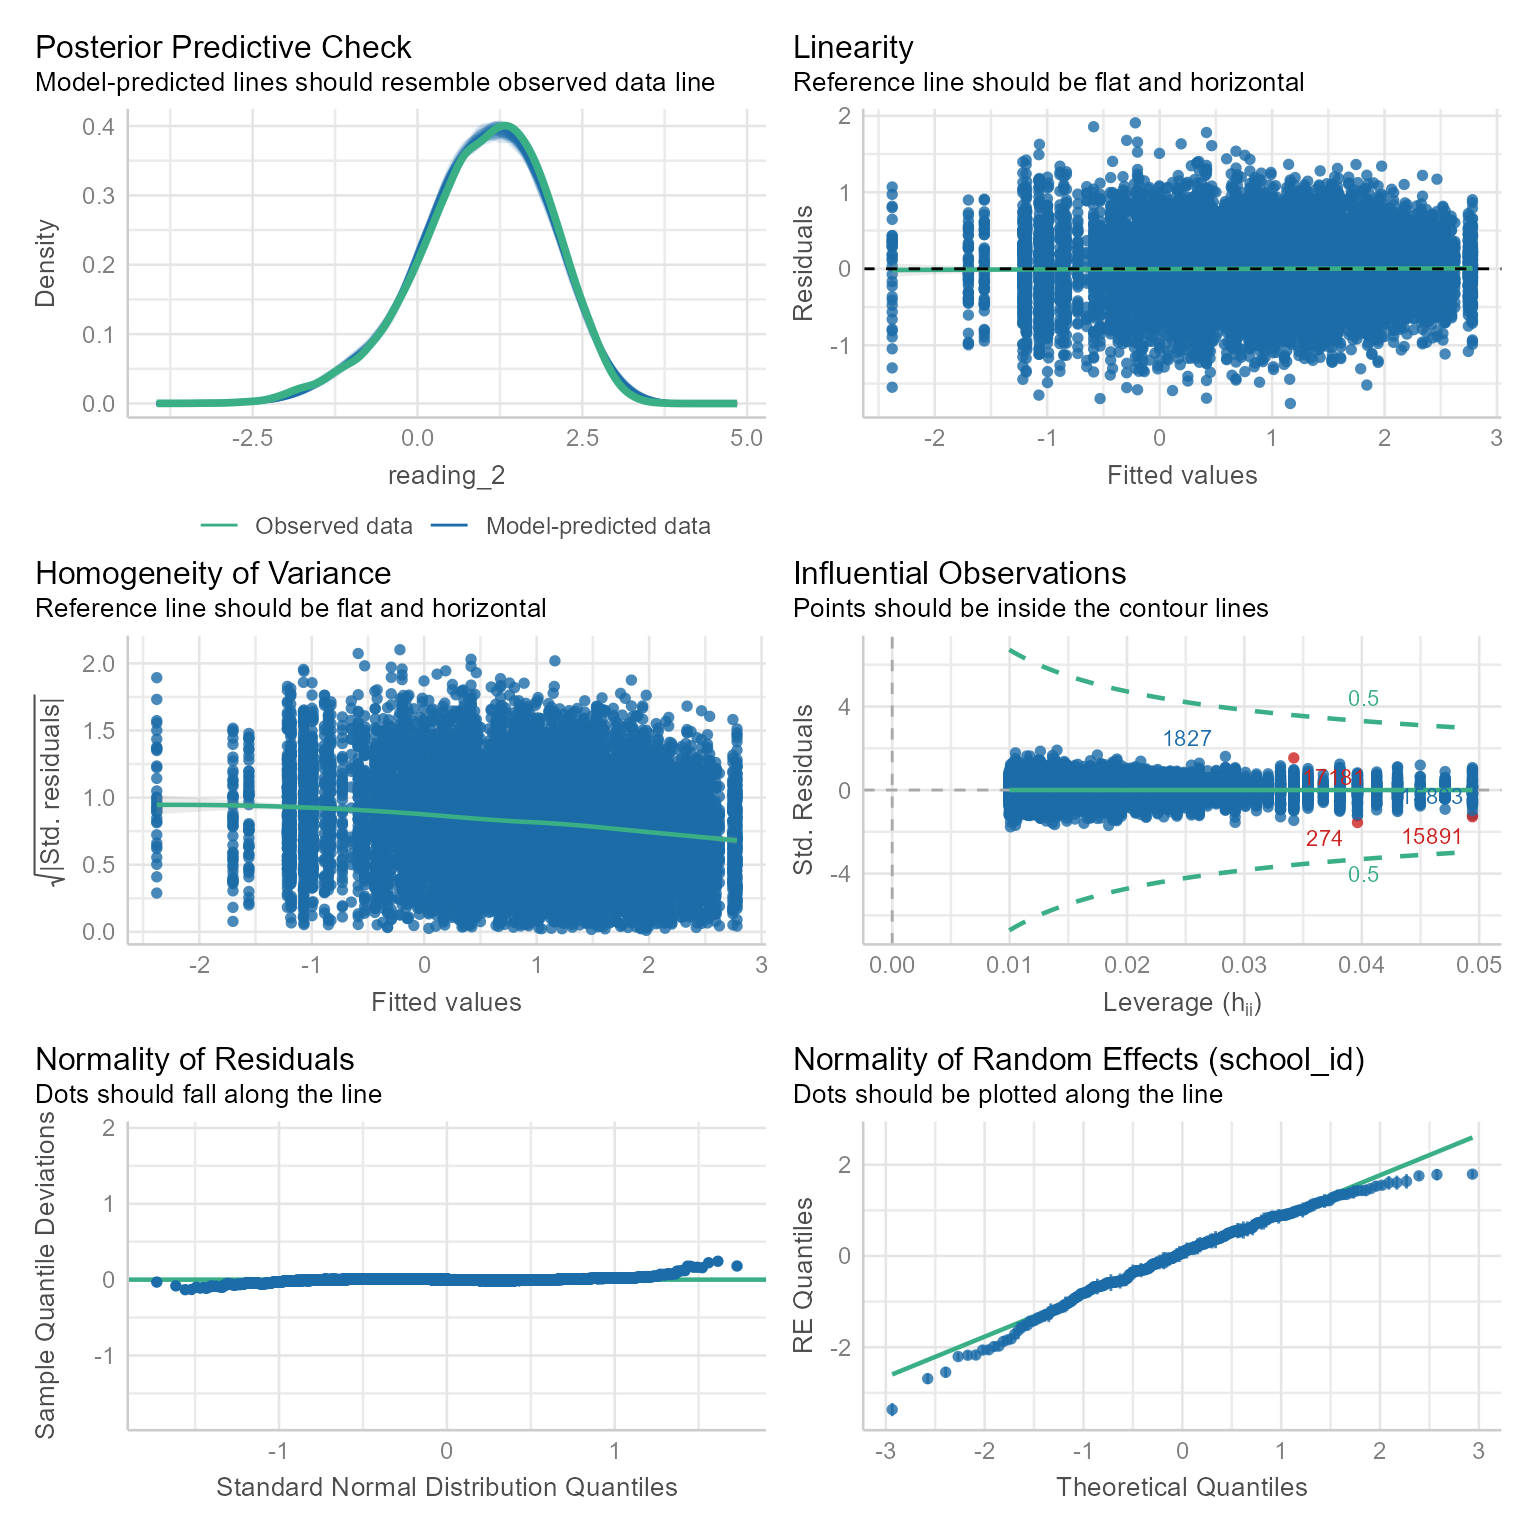 Posterior Predictive Check
Model-predicted lines should resemble observed data line
0.4
0.3
0.2
0.1
0.0
Density
-2.5
0.0
2.5
5.0
reading_2
Observed data
Model-predicted data
Linearity
Reference line should be flat and horizontal
2
1
0
-1
Residuals
-2
-1
0
1
2
3
Fitted values
Homogeneity of Variance
Reference line should be flat and horizontal
2.0
1.5
1.0
0.5
0.0
√|Std. residuals|
-2
-1
0
1
2
3
Fitted values
Influential Observations
Points should be inside the contour lines
4
0
-4
Std. Residuals
0.5
1827
17181
274
15891
0.5
0.00
0.01
0.02
0.03
0.04
0.05
Leverage (hii)
Normality of Residuals
Dots should fall along the line
2
1
0
-1
Sample Quantile Deviations
-1
0
1
Standard Normal Distribution Quantiles
Normality of Random Effects (school_id)
Dots should be plotted along the line
2
0
-2
RE Quantiles
-3
-2
-1
0
1
2
3
Theoretical Quantiles